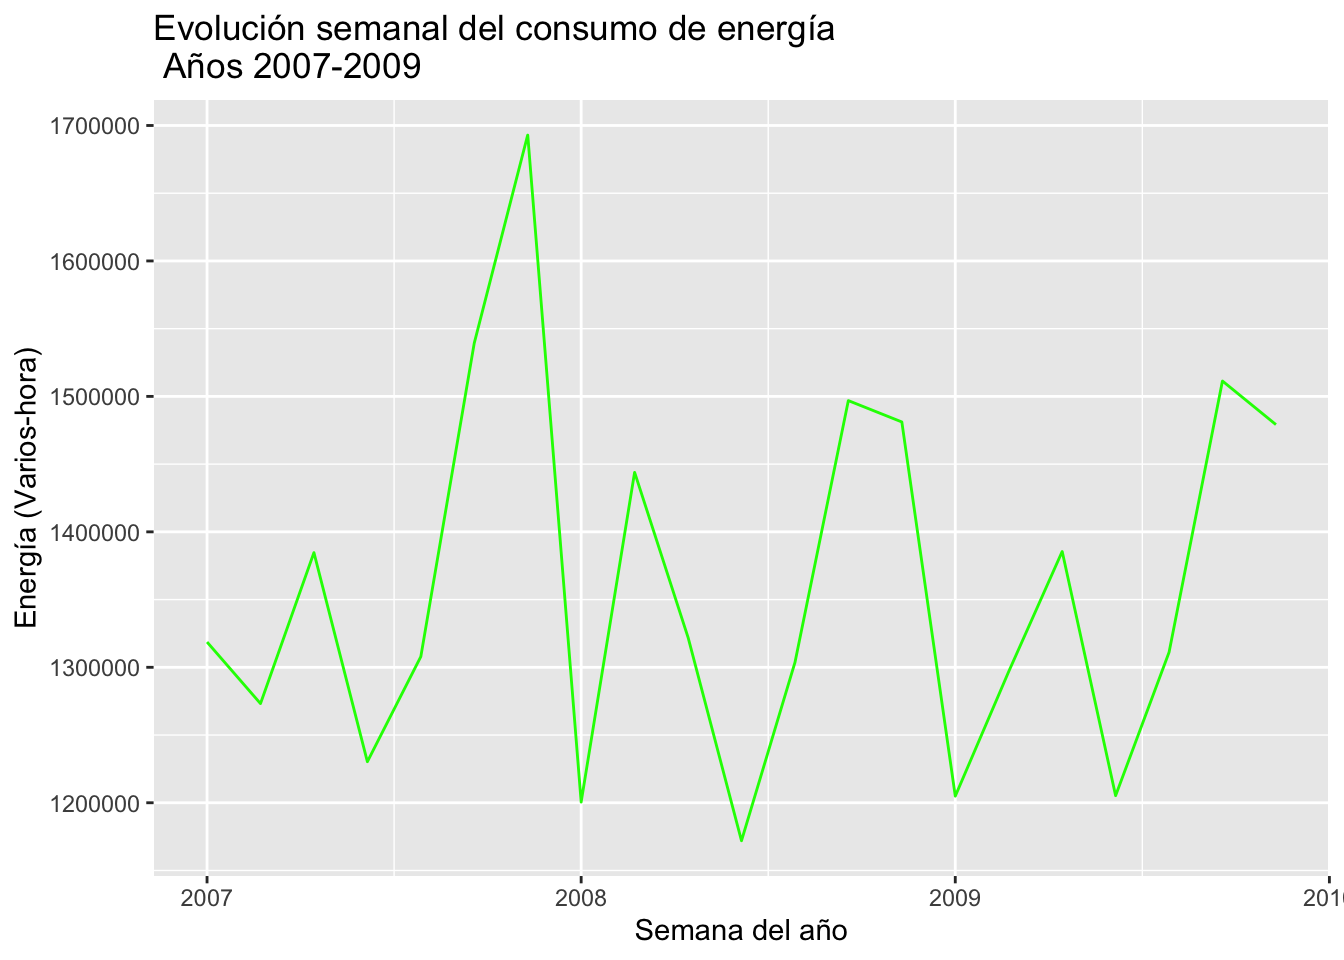 Evolución semanal del consumo de energía
Años 2007-2009
Energía (Varios-hora)
1700000
1600000
1500000
1400000
1300000
1200000
2007
2008
2009
201
Semana del año